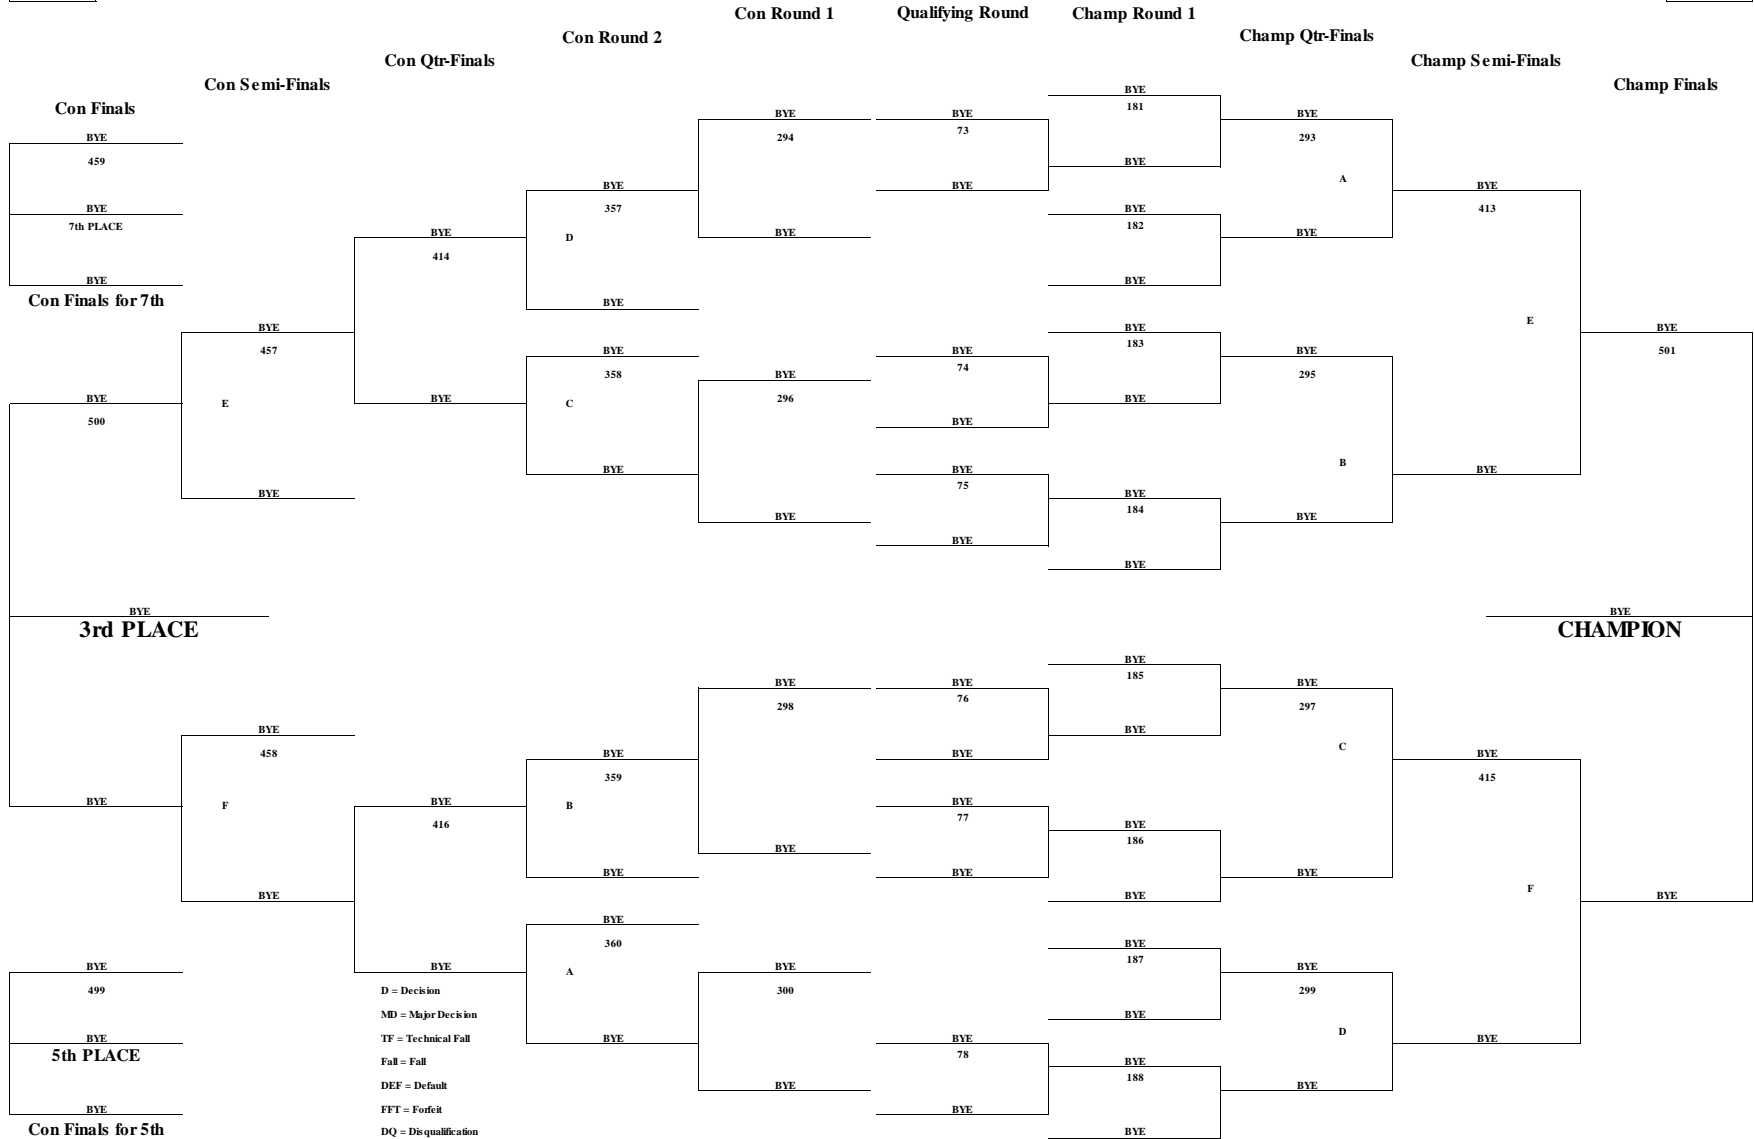 Con Round 1 Qualifying Round Champ Round 1
Con Round 2 Champ Qtr-Finals
Con Qtr-Finals Champ Semi-Finals
Con Semi-Finals Champ Finals
BYE
Con Finals 181
BYE BYE BYE
73
BYE 294 293
459 BYE
A
BYE BYE BYE
BYE BYE
357 413
7th PLACE 182
BYE BYE BYE
D
414
BYE BYE
Con Finals for 7th BYE
E
BYE BYE BYE
183
457 BYE BYE BYE 501
74
358 BYE 295
E C 296
BYE BYE BYE
500
BYE
B
BYE BYE BYE
75
BYE BYE
184
BYE BYE
BYE
BYE
BYE BYE
3rd PLACE CHAMPION
BYE
185
BYE BYE BYE
76
298 297
BYE BYE
C
458 BYE BYE BYE
359 415
BYE F BYE B BYE
77
416 BYE
186
BYE
BYE BYE BYE
F
BYE BYE BYE
BYE
360 BYE
187
BYE BYE A BYE BYE
499 D = Decision 300 299
MD = Major Decision BYE
D
BYE TF = Technical Fall BYE BYE BYE
5th PLACE 78
Fall = Fall BYE
188
DEF = Default BYE BYE
BYE FFT = Forfeit BYE
Con Finals for 5th DQ = Disqualification BYE